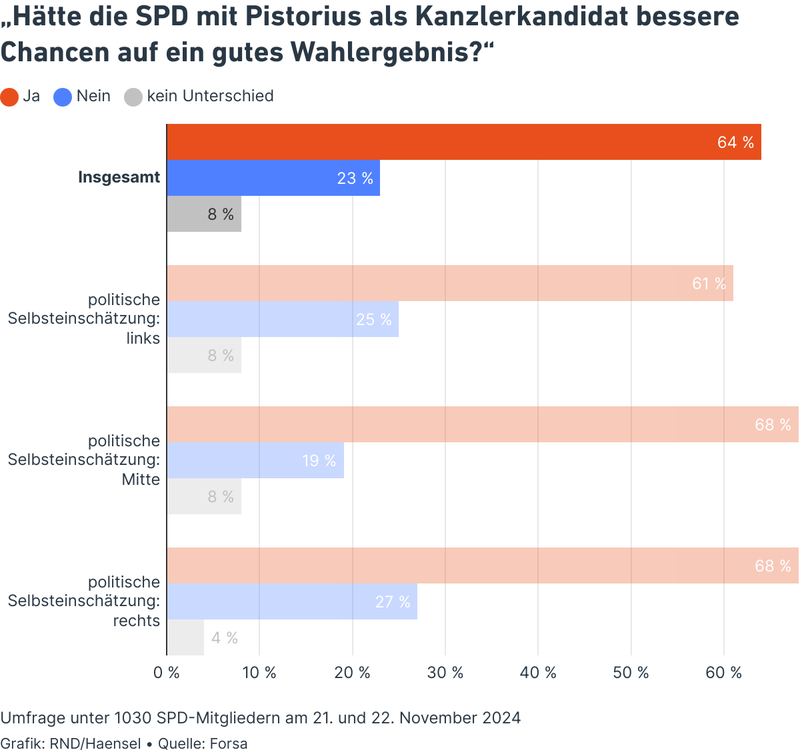 „Hätte die SPD mit Pistorius als Kanzlerkandidat bessere
Chancen auf ein gutes Wahlergebnis?“
Ja Nein kein Unterschied
Insgesamt
64 %
23 %
8 %
politische
Selbsteinschätzung:
links
61 %
25 %
8 %
politische
Selbsteinschätzung:
Mitte
68 %
19 %
8 %
politische
Selbsteinschätzung:
rechts
68 %
27 %
4 %
0 % 10 % 20 % 30 % 40 % 50 % 60 %
Umfrage unter 1030 SPD-Mitgliedern am 21. und 22. November 2024
Grafik: RND/Haensel • Quelle: Forsa